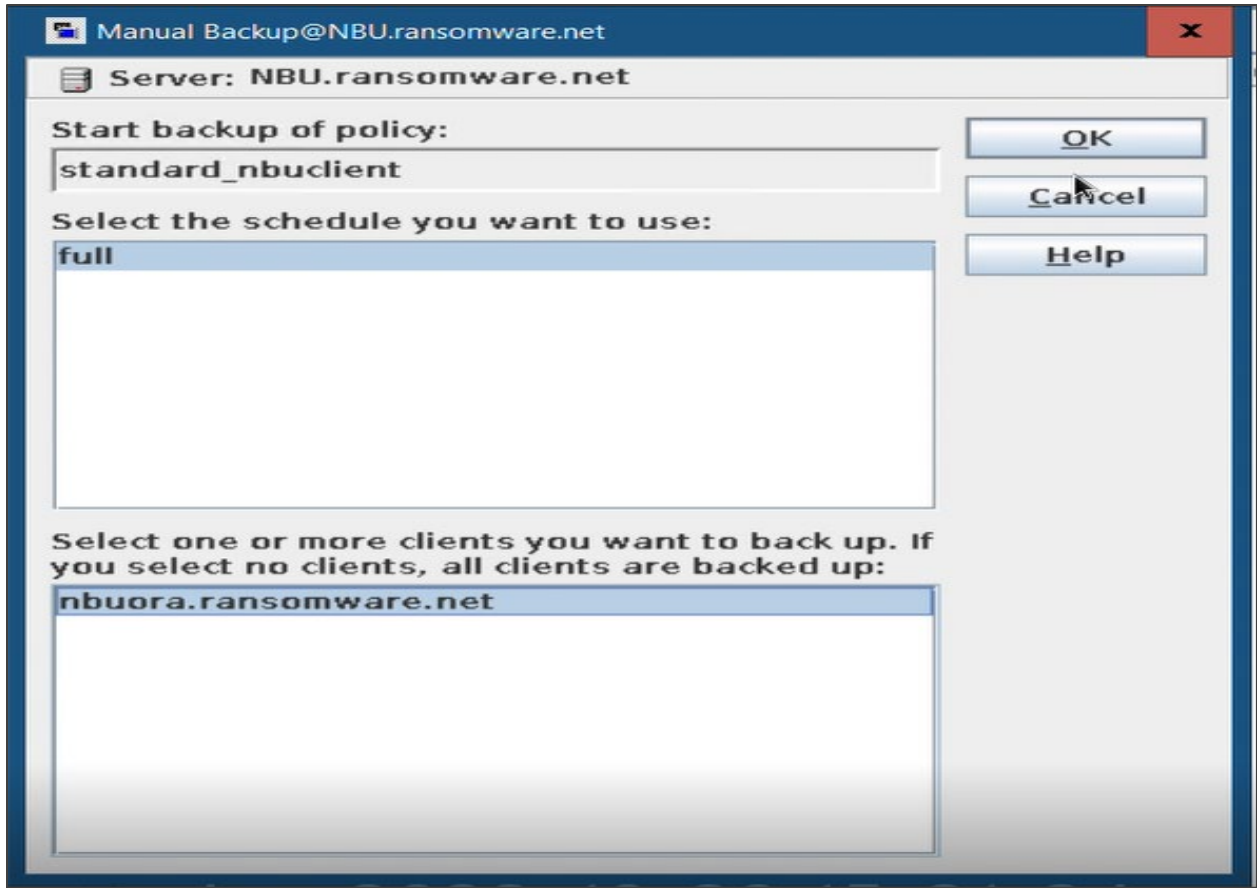 Manual Backup@NBU.ransomware.net
Server: NBU.ransomware.net
Start backup of policy:
standard_nbuclient
OK
Cancel
Select the schedule you want to use:
full
Help
Select one or more clients you want to back up. If
you select no clients, all clients are backed up:
nbuora.ransomware.net